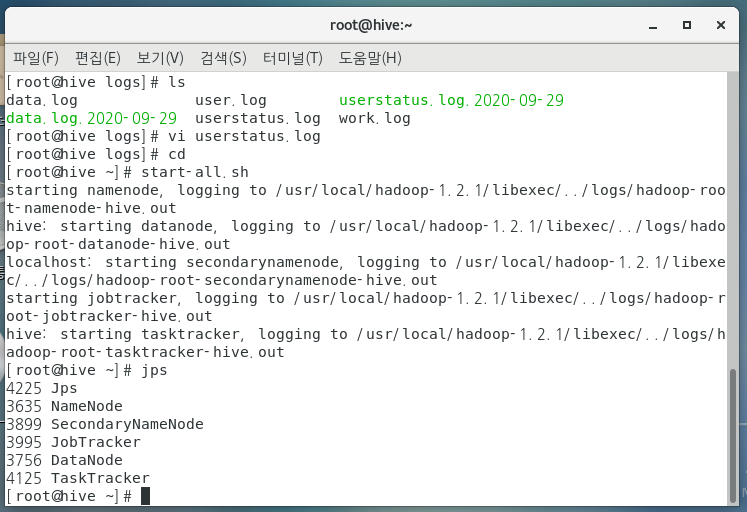 root@hive:~
파일(F) 편집(E) 보기(V) 검색(S) 터미널(T) 도움말(H)
[root@hive logs]# ls
data.log user.log userstatus.log.2020-09-29
data.log.2020-09-29 userstatus.log work.log
[root@hive logs]# vi userstatus.log
[root@hive logs]# cd
[root@hive ~]# start-all.sh
starting namenode, logging to /usr/local/hadoop-1.2.1/libexec/../logs/hadoop-roo
t-namenode-hive.out
hive: starting datanode, logging to /usr/local/hadoop-1.2.1/libexec/../logs/hado
op-root-datanode-hive.out
localhost: starting secondarynamenode, logging to /usr/local/hadoop-1.2.1/libexe
c/../logs/hadoop-root-secondarynamenode-hive.out
starting jobtracker, logging to /usr/local/hadoop-1.2.1/libexec/../logs/hadoop-r
oot-jobtracker-hive.out
hive: starting tasktracker, logging to /usr/local/hadoop-1.2.1/libexec/../logs/h
adoop-root-tasktracker-hive.out
[root@hive ~]# jps
4225 Jps
3635 NameNode
3899 SecondaryNameNode
3995 JobTracker
3756 DataNode
4125 TaskTracker
[root@hive ~]#